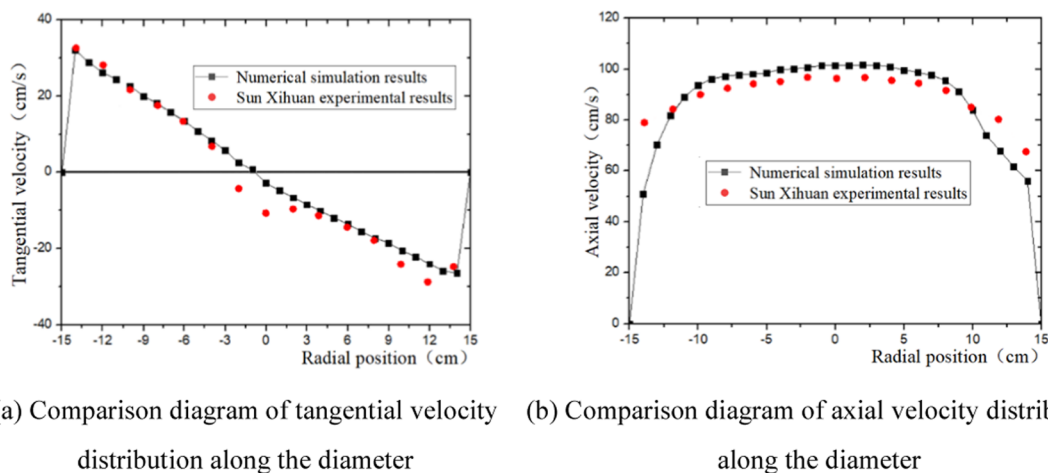 40
20
0
-20
-40
-15
-12
-9
-6
-3
0
3
6
9
12
15
Tangential velocity (cm/s)
Radial position (cm)
Numerical simulation results
Sun Xihuan experimental results
120
100
80
60
40
20
0
-15
-10
-5
0
5
10
15
Axial velocity (cm/s)
Radial position (cm)
Numerical simulation results
Sun Xihuan experimental results
a) Comparison diagram of tangential velocity
distribution along the diameter
(b) Comparison diagram of axial velocity distrib
along the diameter